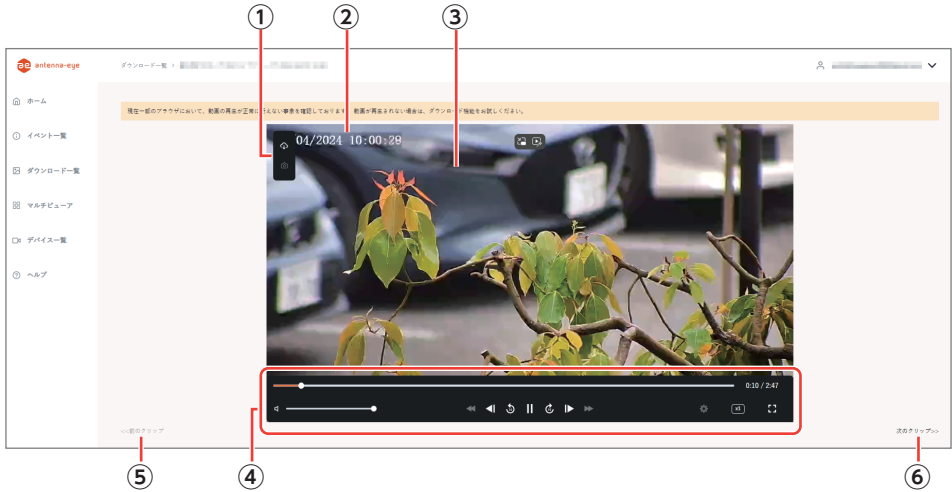 ① ② ③
ae antenna-eye
ダウンロード一覧 ›
ホーム
現在一部のブラウザにおいて、動画の再生が正常に行えない事象を確認しております 動画が再生されない場合は、ダウンロード機能をお試しください。
イベント一覧
04/2024 10:00:29
ダウンロード一覧
マルチビューア
デバイス一覧
ヘルプ
0:10 / 2:47
5 5 x1
<<前のクリップ 次のクリップ>>
⑤ ④ ⑥